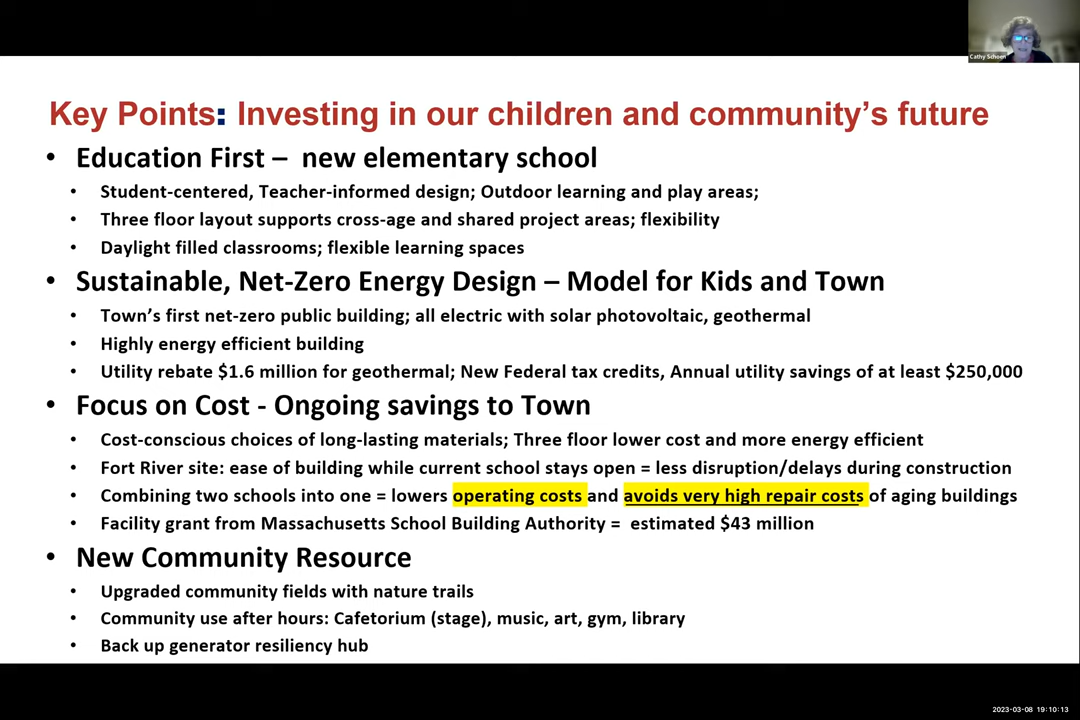 Cathy Schoen
Key Points: Investing in our children and community's future
• Education First – new elementary school
• Student-centered, Teacher-informed design; Outdoor learning and play areas;
• Three floor layout supports cross-age and shared project areas; flexibility
• Daylight filled classrooms; flexible learning spaces
• Sustainable, Net-Zero Energy Design – Model for Kids and Town
• Town's first net-zero public building; all electric with solar photovoltaic, geothermal
• Highly energy efficient building
• Utility rebate $1.6 million for geothermal; New Federal tax credits, Annual utility savings of at least $250,000
• Focus on Cost - Ongoing savings to Town
• Cost-conscious choices of long-lasting materials; Three floor lower cost and more energy efficient
• Fort River site: ease of building while current school stays open = less disruption/delays during construction
• Combining two schools into one = lowers operating costs and avoids very high repair costs of aging buildings
• Facility grant from Massachusetts School Building Authority = estimated $43 million
• New Community Resource
• Upgraded community fields with nature trails
• Community use after hours: Cafetorium (stage), music, art, gym, library
• Back up generator resiliency hub
2023-03-08 19:10:13